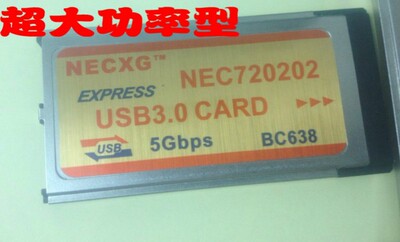 超大功率型
NECXG™
NEC720202
EXPRESS
USB3.0 CARD
USB
5Gbps
BC638